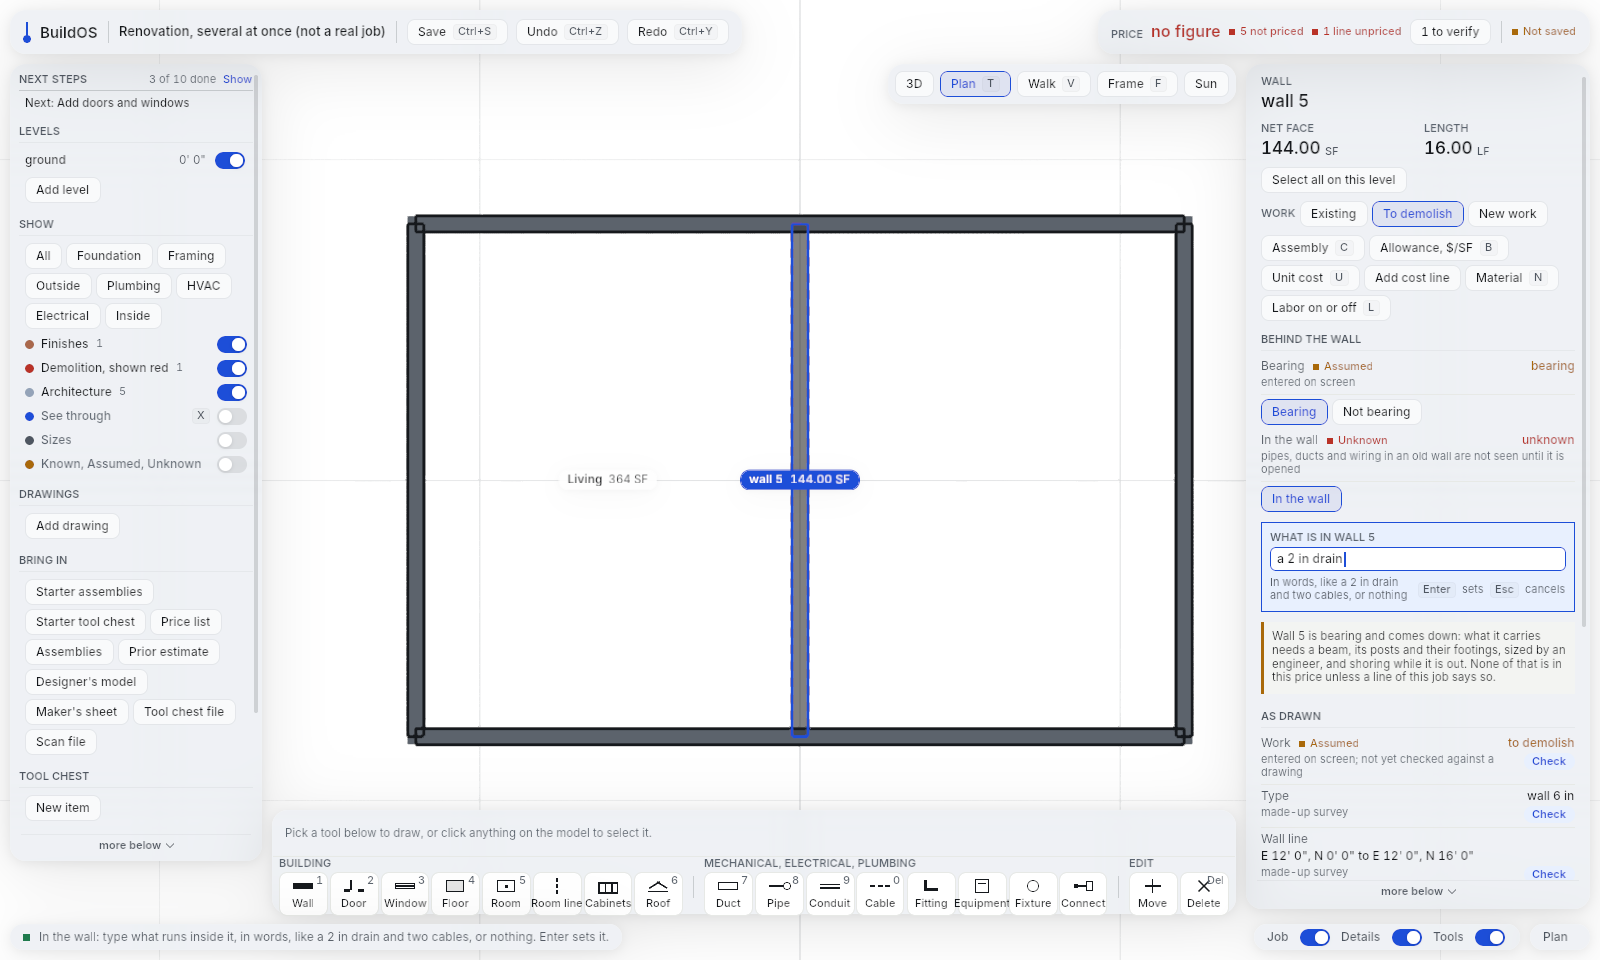 BuildOS
Renovation, several at once (not a real job)
Save Ctrl+S
Undo Ctrl+Z
Redo Ctrl+Y
PRICE no figure
5 not priced
1 line unpriced
1 to verify
Not saved
3D
Plan T
Walk V
Frame F
Sun
NEXT STEPS 3 of 10 done Show
Next: Add doors and windows
LEVELS
ground 0' 0"
Add level
SHOW
All Foundation Framing
Outside Plumbing HVAC
Electrical Inside
Finishes 1
Demolition, shown red 1
Architecture 5
See through X
Sizes
Known, Assumed, Unknown
DRAWINGS
Add drawing
BRING IN
Starter assemblies
Starter tool chest Price list
Assemblies Prior estimate
Designer's model
Maker's sheet Tool chest file
Scan file
TOOL CHEST
New item
more below
Living 364 SF
wall 5 144.00 SF
WALL
wall 5
NET FACE LENGTH
144.00 SF 16.00 LF
Select all on this level
WORK Existing To demolish New work
Assembly C Allowance, $/SF B
Unit cost U Add cost line Material N
Labor on or off L
BEHIND THE WALL
Bearing Assumed bearing
entered on screen
Bearing Not bearing
In the wall Unknown unknown
pipes, ducts and wiring in an old wall are not seen until it is
opened
In the wall
WHAT IS IN WALL 5
a 2 in drain
In words, like a 2 in drain
and two cables, or nothing
Enter sets Esc cancels
Wall 5 is bearing and comes down: what it carries
needs a beam, its posts and their footings, sized by an
engineer, and shoring while it is out. None of that is in
this price unless a line of this job says so.
AS DRAWN
Work Assumed to demolish
entered on screen; not yet checked against a
drawing
Check
Type wall 6 in
made-up survey Check
Wall line
E 12' 0", N 0' 0" to E 12' 0", N 16' 0"
made-up survey Check
more below
Pick a tool below to draw, or click anything on the model to select it.
BUILDING MECHANICAL, ELECTRICAL, PLUMBING EDIT
1 2 3 4 5 6 7 8 9 0 Del
Wall Door Window Floor Room Room line Cabinets Roof Duct Pipe Conduit Cable Fitting Equipment Fixture Connect Move Delete
In the wall: type what runs inside it, in words, like a 2 in drain and two cables, or nothing. Enter sets it.
Job Details Tools Plan